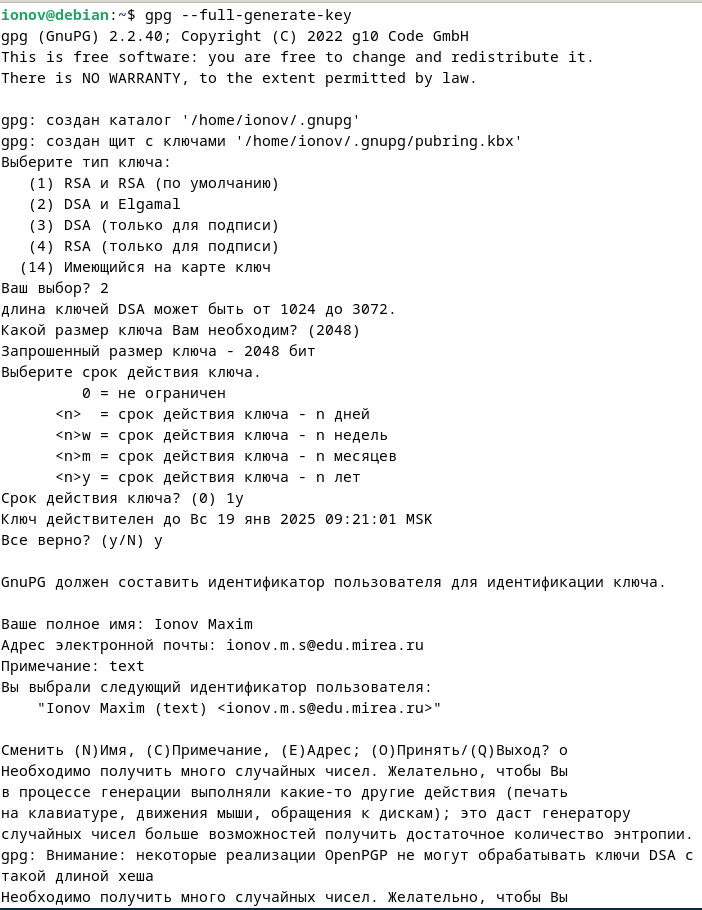 ionov@debian:~$ gpg --full-generate-key
gpg (GnuPG) 2.2.40; Copyright (C) 2022 g10 Code GmbH
This is free software: you are free to change and redistribute it.
There is NO WARRANTY, to the extent permitted by law.

gpg: создан каталог '/home/ionov/.gnupg'
gpg: создан щит с ключами '/home/ionov/.gnupg/pubring.kbx'
Выберите тип ключа:
   (1) RSA и RSA (по умолчанию)
   (2) DSA и Elgamal
   (3) DSA (только для подписи)
   (4) RSA (только для подписи)
  (14) Имеющийся на карте ключ
Ваш выбор? 2
длина ключей DSA может быть от 1024 до 3072.
Какой размер ключа Вам необходим? (2048)
Запрошенный размер ключа - 2048 бит
Выберите срок действия ключа.
         0 = не ограничен
      <n>  = срок действия ключа - n дней
      <n>w = срок действия ключа - n недель
      <n>m = срок действия ключа - n месяцев
      <n>y = срок действия ключа - n лет
Срок действия ключа? (0) 1y
Ключ действителен до Вс 19 янв 2025 09:21:01 MSK
Все верно? (y/N) y

GnuPG должен составить идентификатор пользователя для идентификации ключа.

Ваше полное имя: Ionov Maxim
Адрес электронной почты: ionov.m.s@edu.mirea.ru
Примечание: text
Вы выбрали следующий идентификатор пользователя:
    "Ionov Maxim (text) <ionov.m.s@edu.mirea.ru>"

Сменить (N)Имя, (C)Примечание, (E)Адрес; (O)Принять/(Q)Выход? o
Необходимо получить много случайных чисел. Желательно, чтобы Вы
в процессе генерации выполняли какие-то другие действия (печать
на клавиатуре, движения мыши, обращения к дискам); это даст генератору
случайных чисел больше возможностей получить достаточное количество энтропии.
gpg: Внимание: некоторые реализации OpenPGP не могут обрабатывать ключи DSA с
такой длиной хеша
Необходимо получить много случайных чисел. Желательно, чтобы Вы